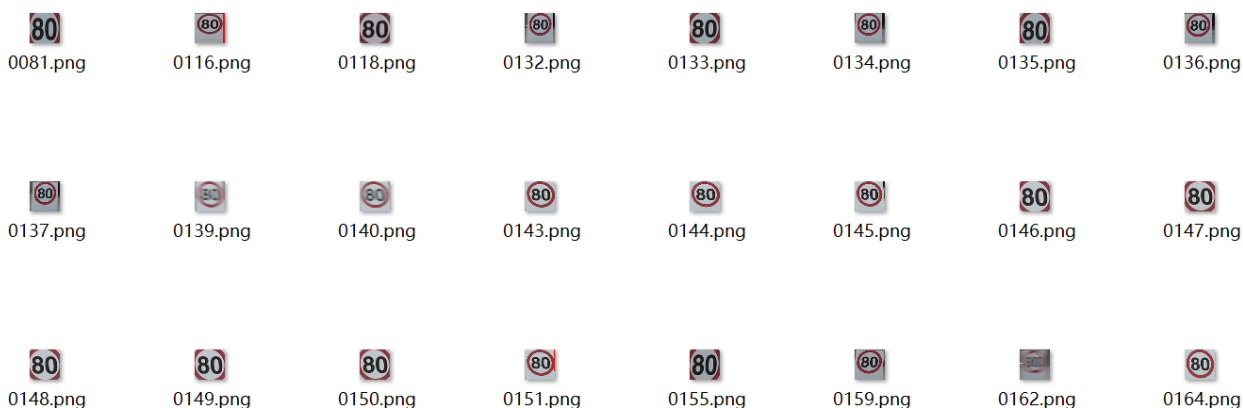 80 80 80 80 80 80 80 80
0081.png 0116.png 0118.png 0132.png 0133.png 0134.png 0135.png 0136.png
80 80 80 80 80 80 80 80
0137.png 0139.png 0140.png 0143.png 0144.png 0145.png 0146.png 0147.png
80 80 80 80 80 80 80
0148.png 0149.png 0150.png 0151.png 0155.png 0159.png 0162.png 0164.png